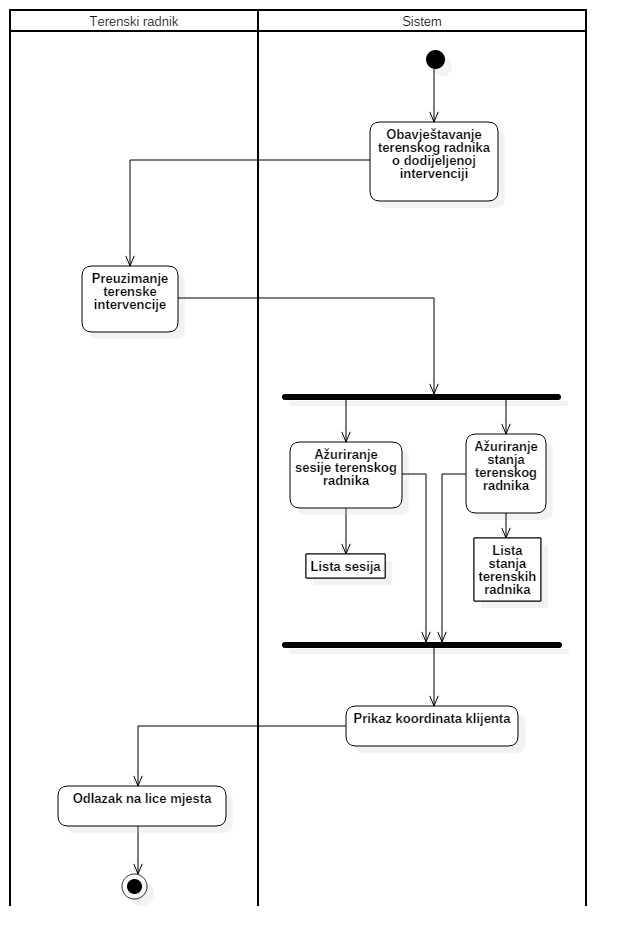 Terenski radnik
Sistem
Obavještavanje
terenskog radnika
o dodijeljenoj
intervenciji
Preuzimanje
terenske
intervencije
Ažuriranje
sesije terenskog
radnika
Ažuriranje
stanja
terenskog
radnika
Lista sesija
Lista
stanja
terenskih
radnika
Prikaz koordinata klijenta
Odlazak na lice mjesta